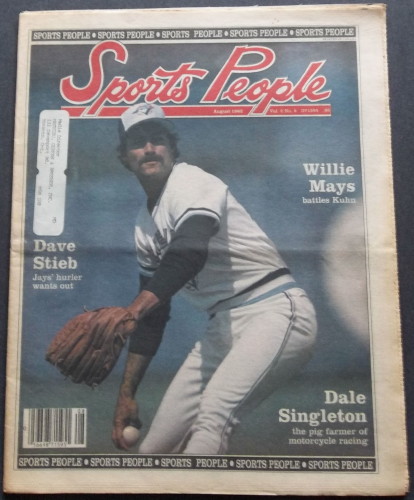 SPORTS PEOPLE • SPORTS PEOPLE • SPORTS PEOPLE • SPORTS PEOPLE • SPORTS PEOPLE
Sports People
August
Willie
Mays
battles Kuhn
Dave
Stieb
Jays' hurler
wants out
Dale
Singleton
the pig farmer of
motorcycle racing
SPORTS PEOPLE • SPORTS PEOPLE • SPORTS PEOPLE • SPORTS PEOPLE • SPORTS PEOPLE